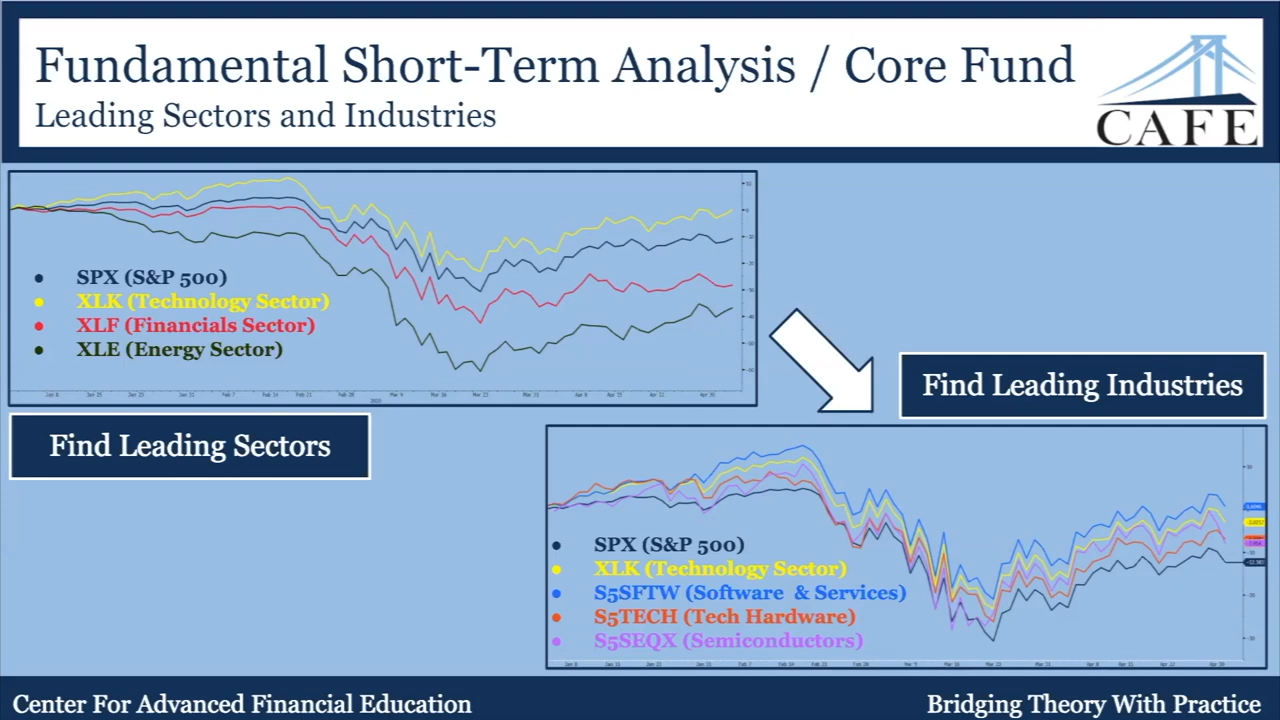 Fundamental Short-Term Analysis / Core Fund
Leading Sectors and Industries
CAFE
SPX (S&P 500)
XLK (Technology Sector)
XLF (Financials Sector)
XLE (Energy Sector)
Find Leading Industries
Find Leading Sectors
SPX (S&P 500)
XLK (Technology Sector)
S5SFTW (Software & Services)
S5TECH (Tech Hardware)
S5SEQX (Semiconductors)
Center For Advanced Financial Education
Bridging Theory With Practice